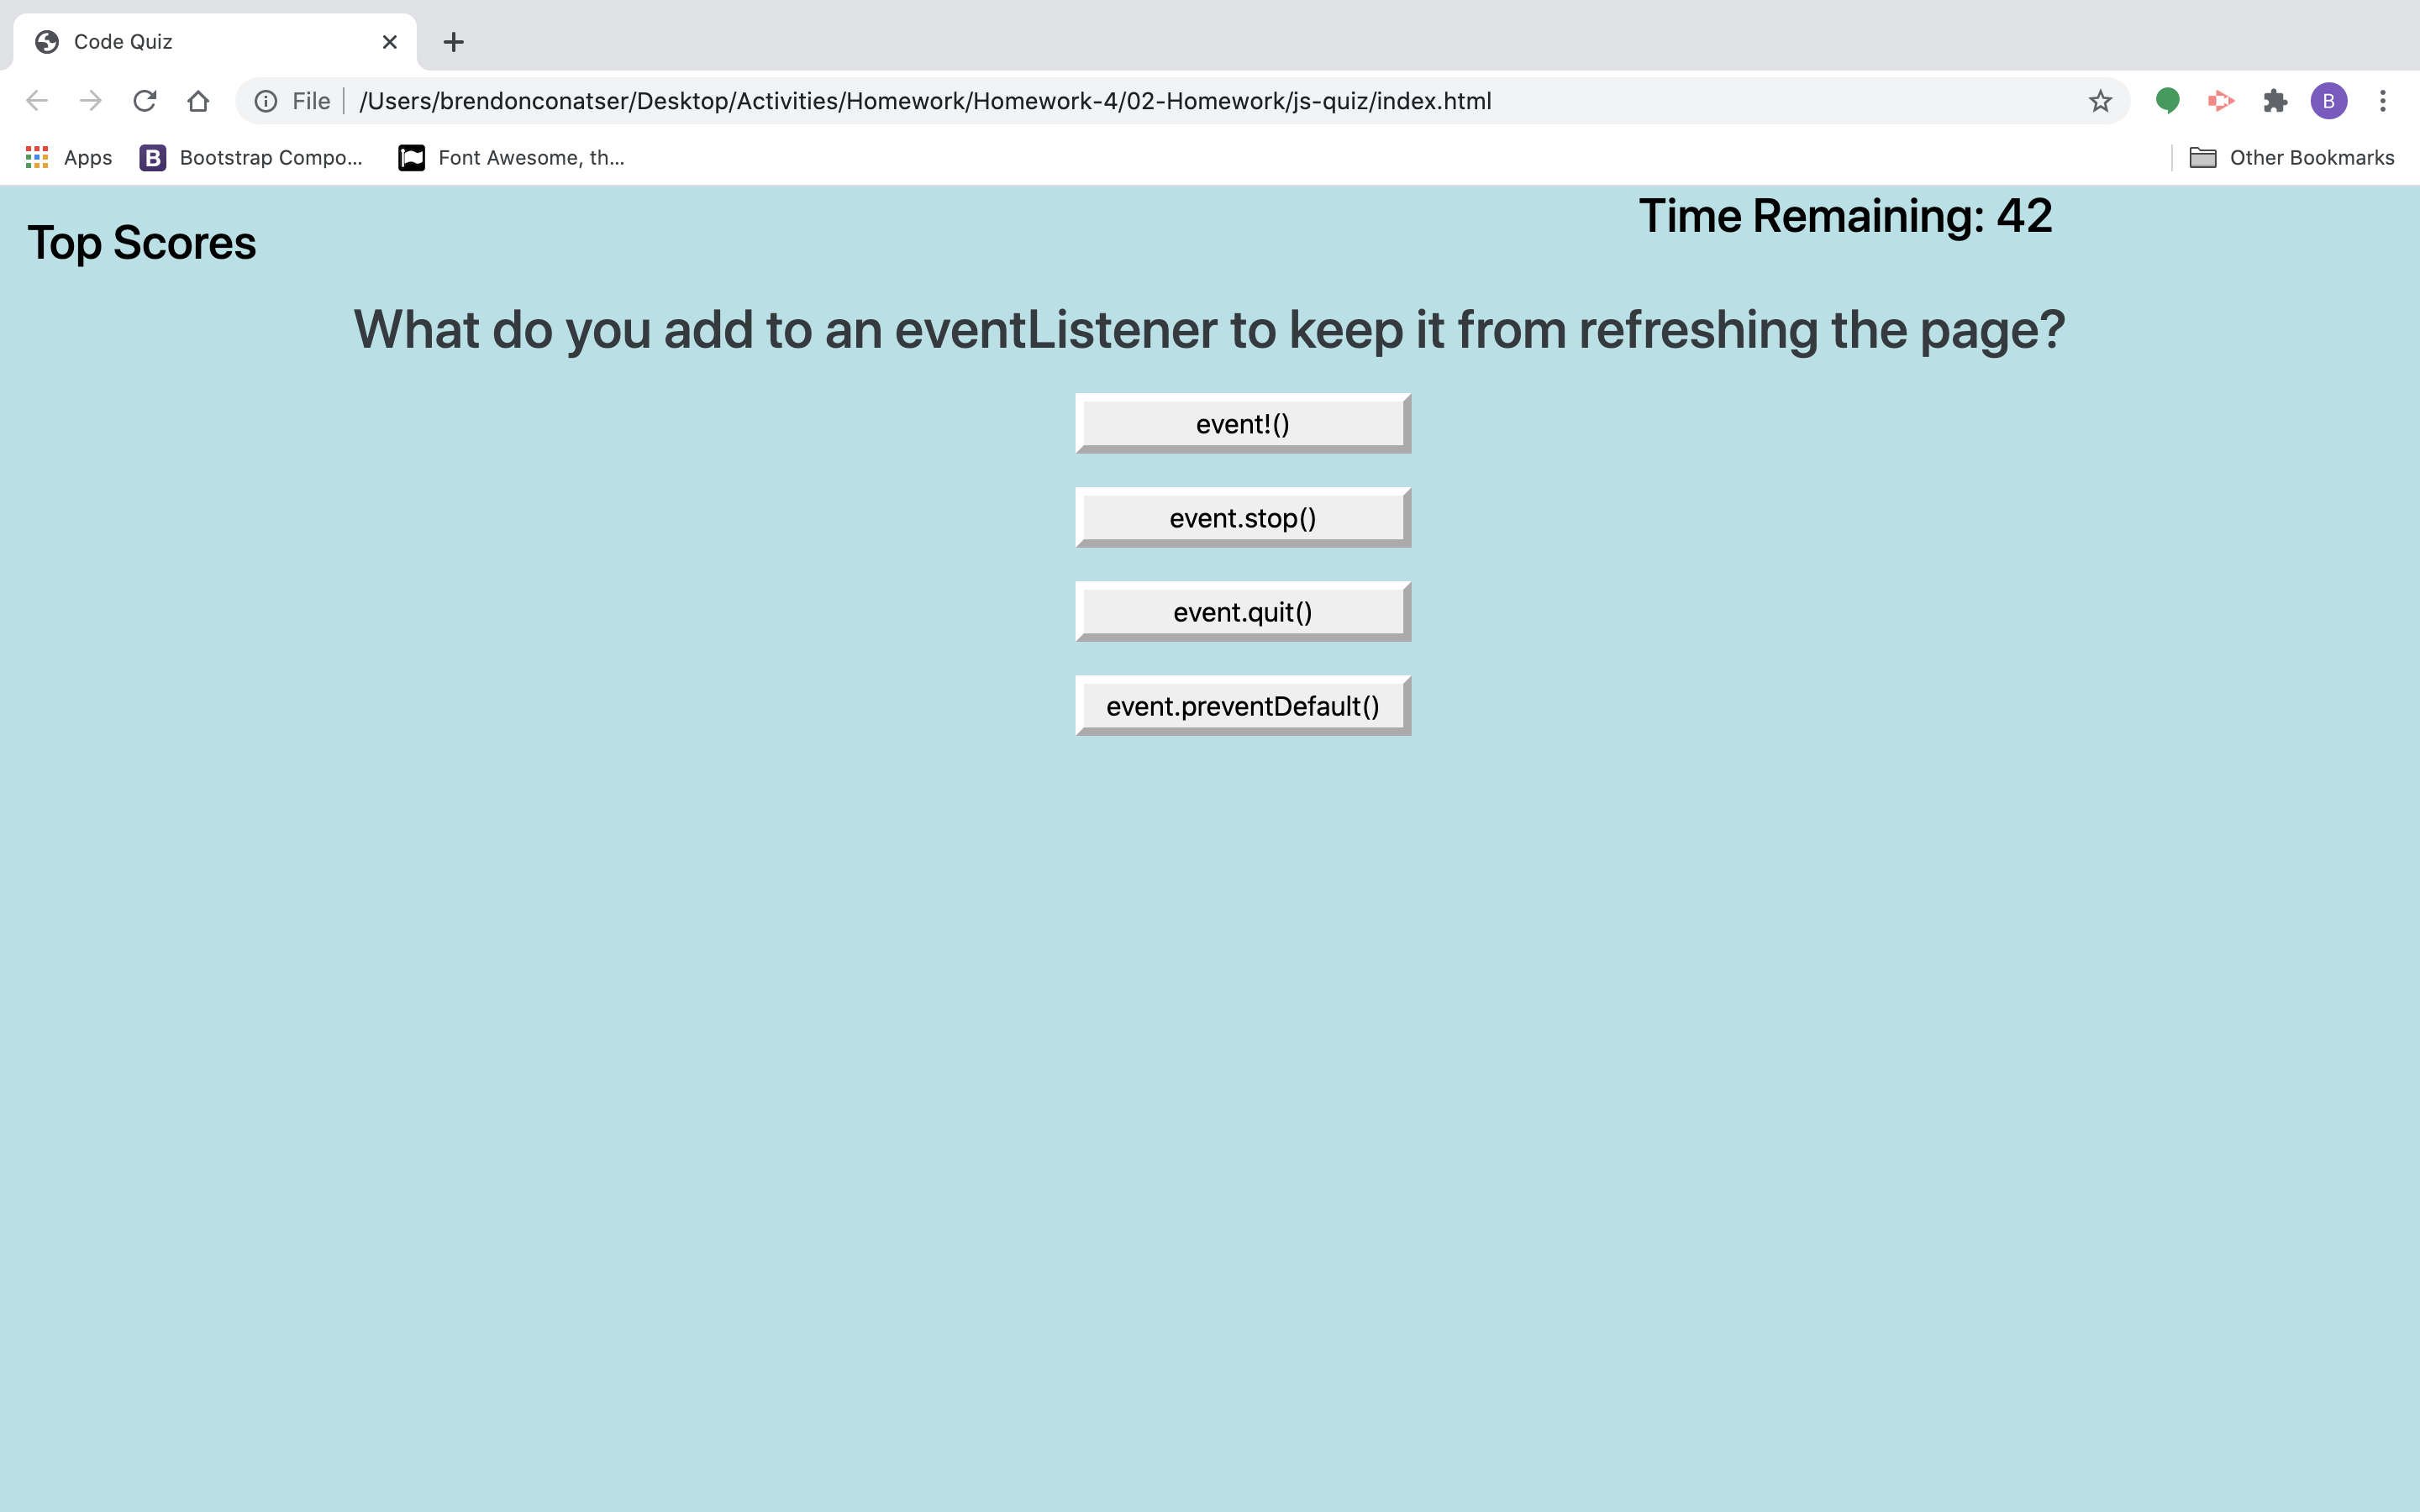 Code Quiz
File /Users/brendonconatser/Desktop/Activities/Homework/Homework-4/02-Homework/js-quiz/index.html
B
Apps B Bootstrap Compo... Font Awesome, th... Other Bookmarks
Time Remaining: 42
Top Scores
What do you add to an eventListener to keep it from refreshing the page?
event!()
event.stop()
event.quit()
event.preventDefault()